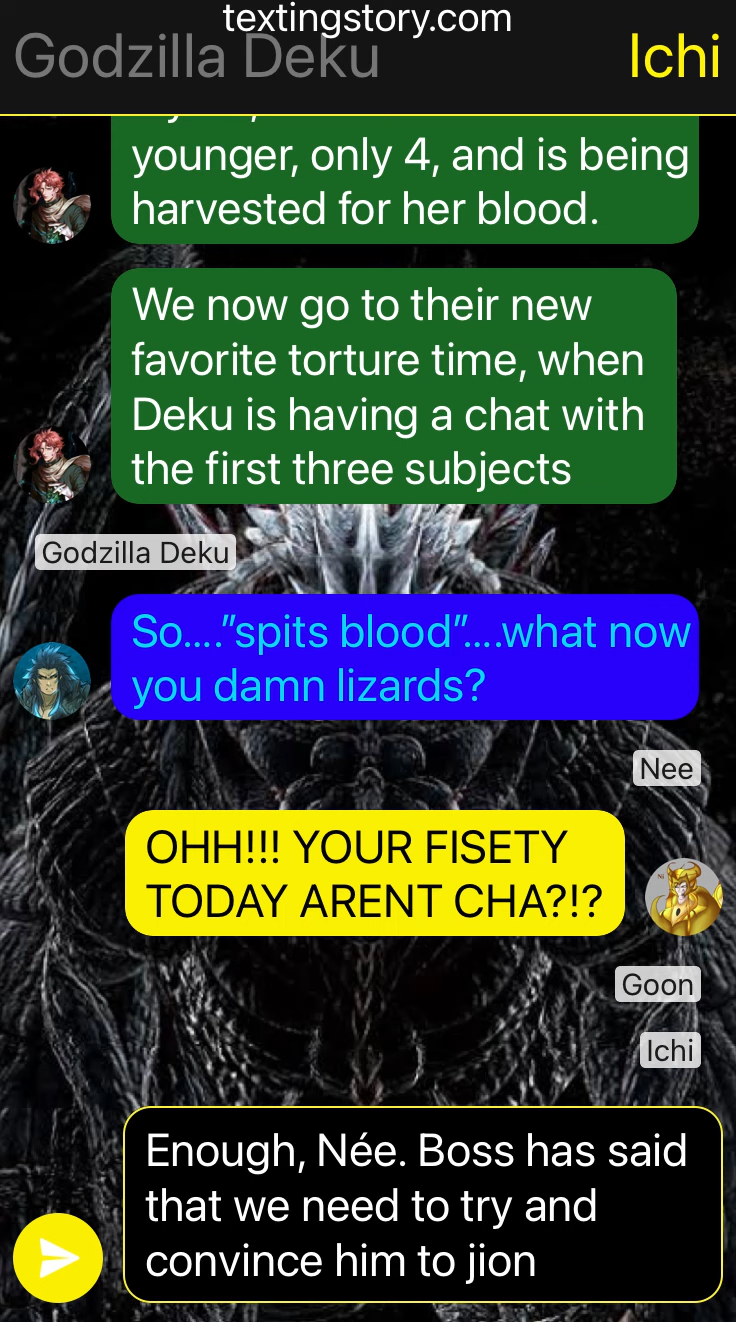 textingstory.com
Godzilla Deku
Ichi
younger, only 4, and is being
harvested for her blood.
We now go to their new
favorite torture time, when
Deku is having a chat with
the first three subjects
Godzilla Deku
So....”spits blood”....what now
you damn lizards?
Nee
OHH!!! YOUR FISETY
TODAY ARENT CHA?!?
Goon
Ichi
Enough, Née. Boss has said
that we need to try and
convince him to jion